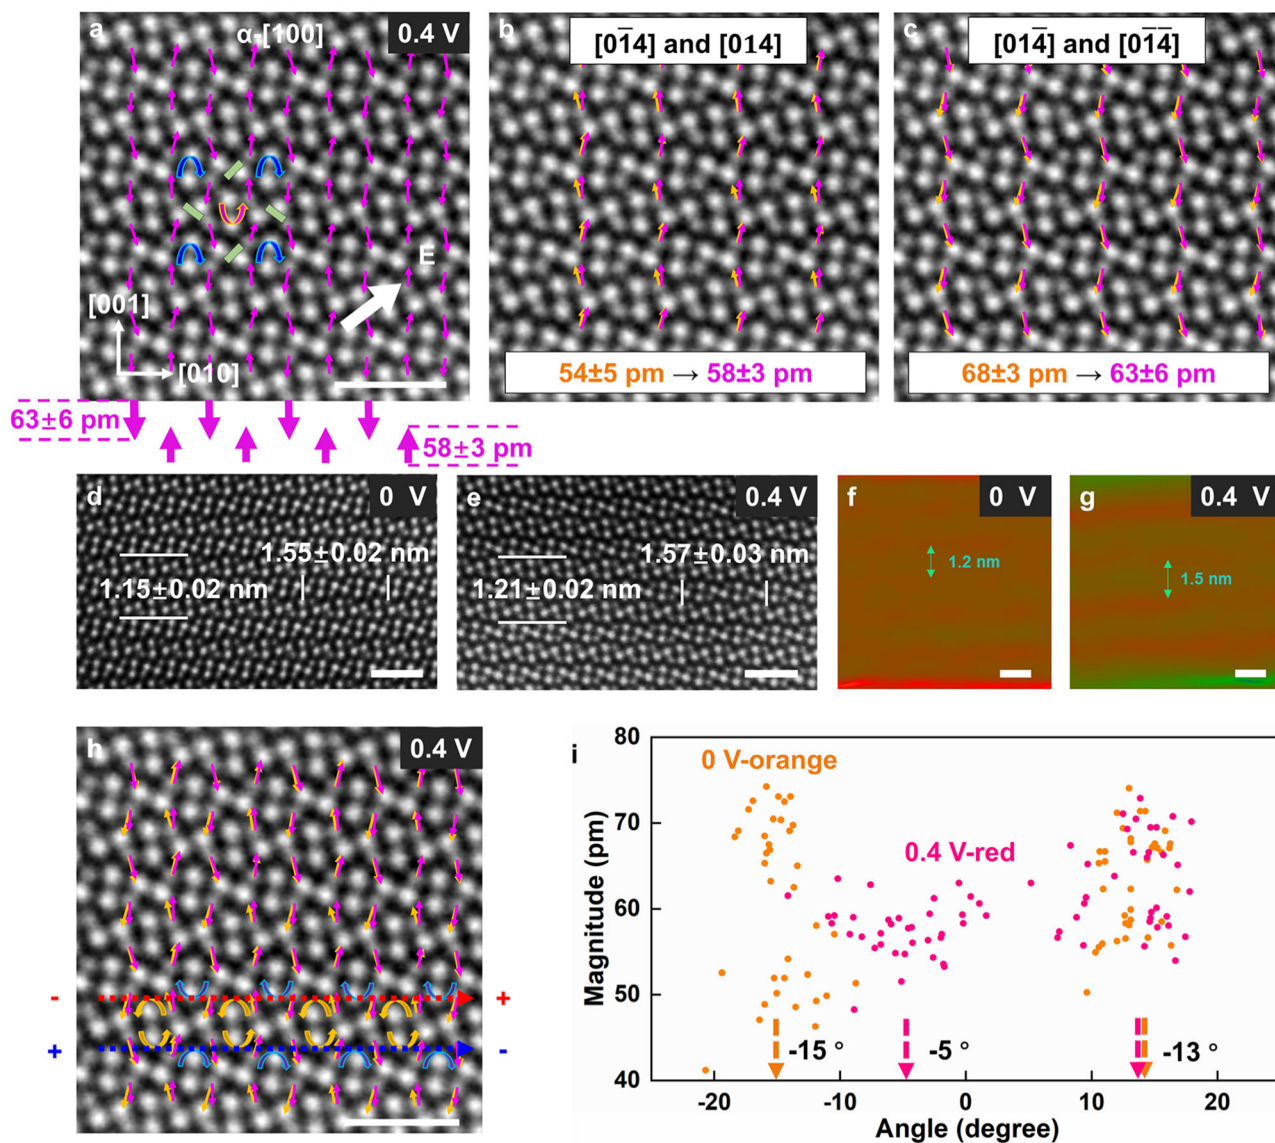 a
α-[100]
0.4 V
E
[001]
[010]
b
[01̄4] and [014]
54±5 pm → 58±3 pm
c
[014̄] and [01̄4̄]
68±3 pm → 63±6 pm
63±6 pm
58±3 pm
d
0 V
1.55±0.02 nm
1.15±0.02 nm
e
0.4 V
1.57±0.03 nm
1.21±0.02 nm
f
0 V
1.2 nm
g
0.4 V
1.5 nm
h
0.4 V
- +
+ -
i
80
70
60
50
40
Magnitude (pm)
0 V-orange
0.4 V-red
-15 °
-5 °
-13 °
-20 -10 0 10 20
Angle (degree)